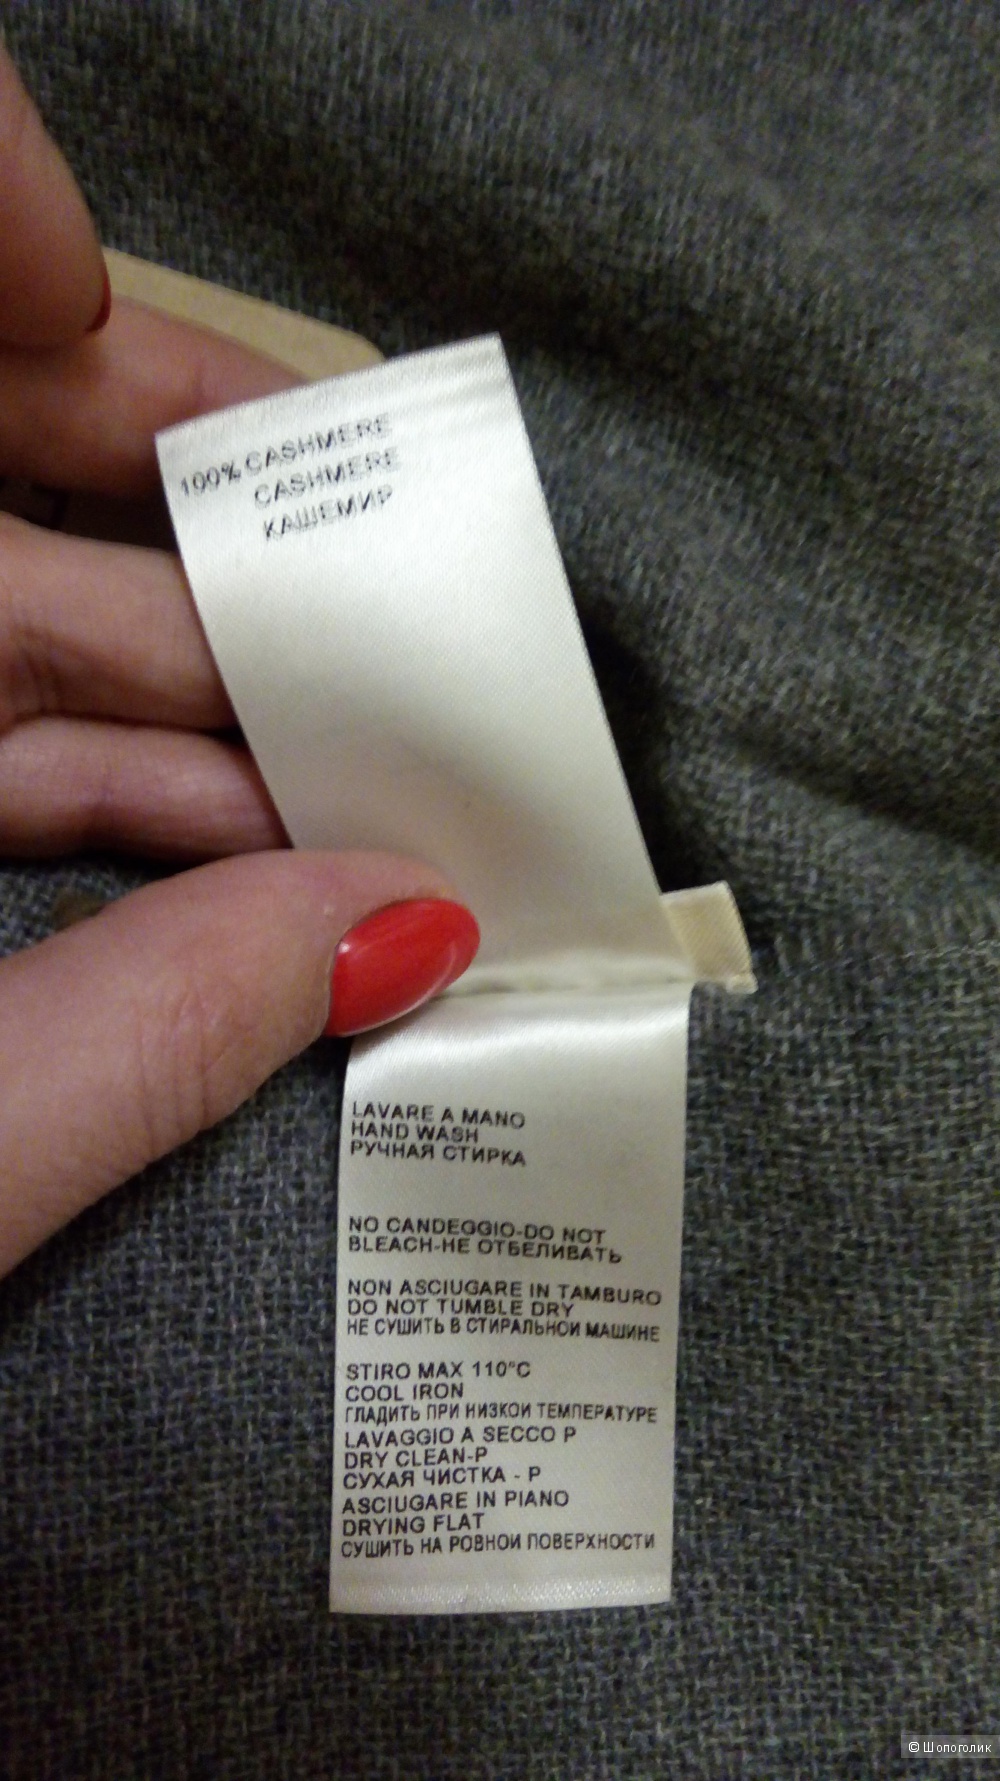 100% CASHMERE
CASHMERE
КАШЕМИР
LAVARE A MANO
HAND WASH
РУЧНАЯ СТИРКА
NO CANDEGGIO-DO NOT
BLEACH-НЕ ОТБЕЛИВАТЬ
NON ASCIUGARE IN TAMBURO
DO NOT TUMBLE DRY
НЕ СУШИТЬ В СТИРАЛЬНОЙ МАШИНЕ
STIRO MAX 110°C
COOL IRON
ГЛАДИТЬ ПРИ НИЗКОЙ ТЕМПЕРАТУРЕ
LAVAGGIO A SECCO P
DRY CLEAN-P
СУХАЯ ЧИСТКА - P
ASCIUGARE IN PIANO
DRYING FLAT
СУШИТЬ НА РОВНОЙ ПОВЕРХНОСТИ
© Шопоголик